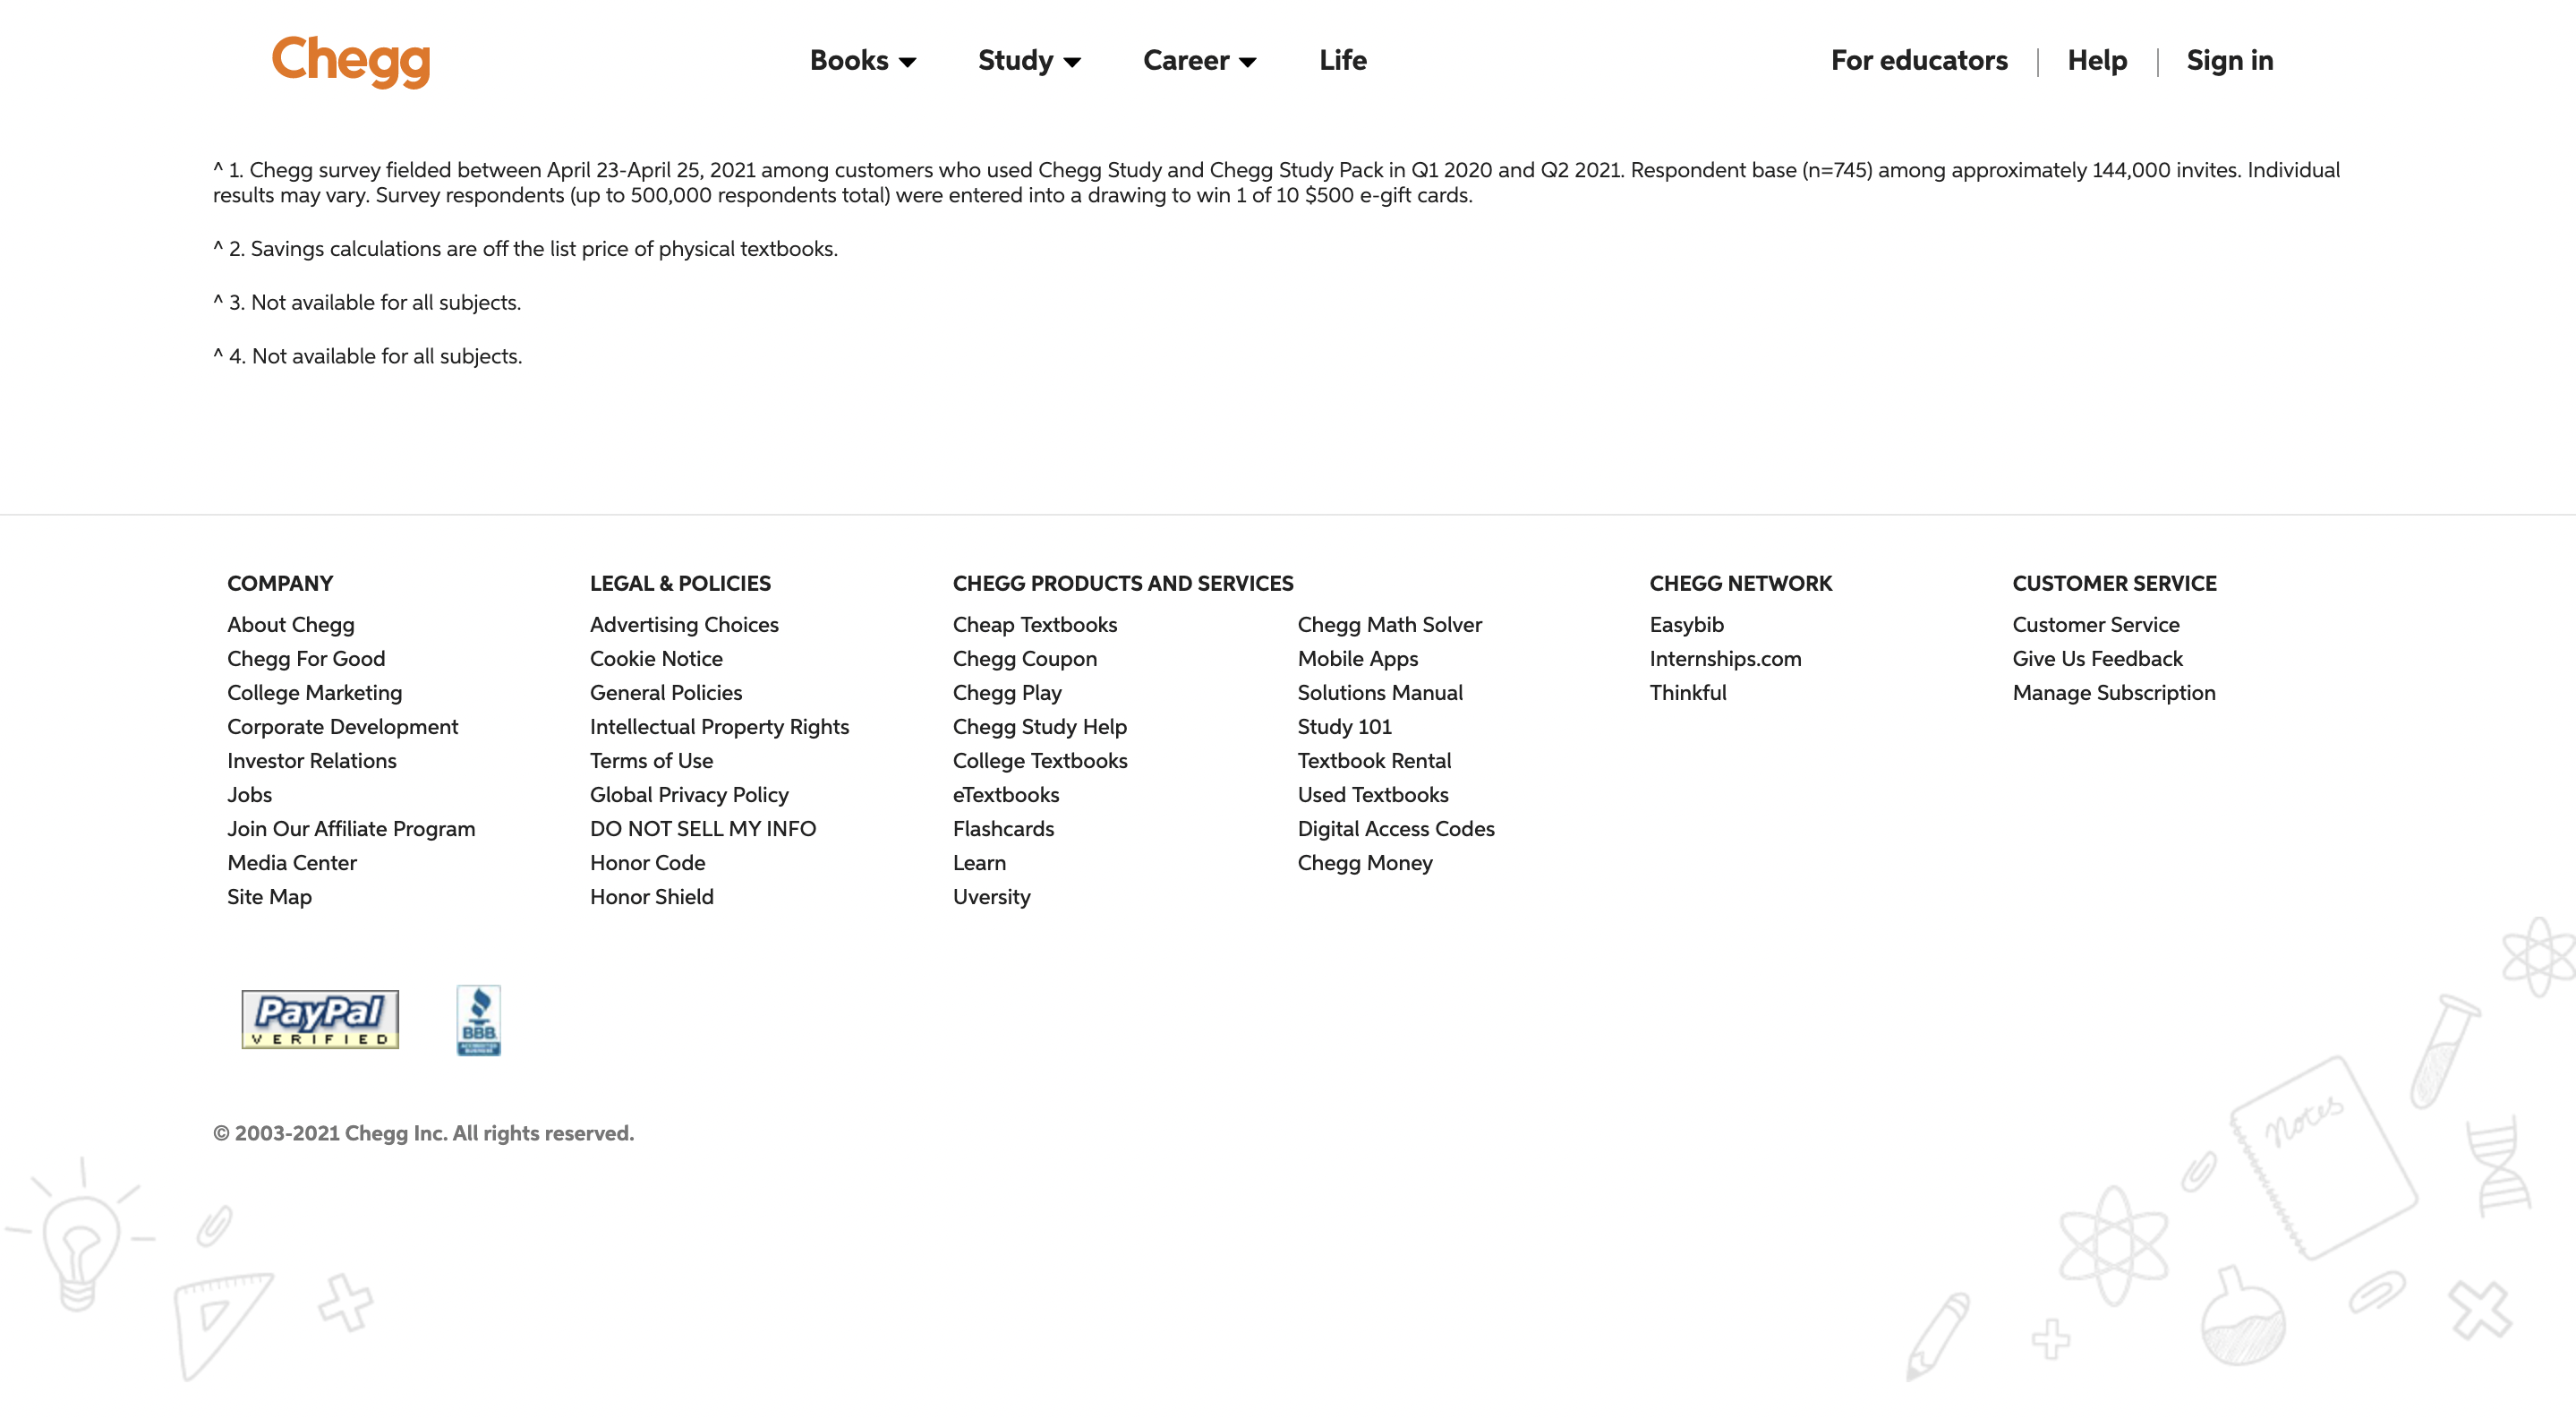 Chegg
Books
Study
Career
Life
For educators
Help
Sign in
^ 1. Chegg survey fielded between April 23-April 25, 2021 among customers who used Chegg Study and Chegg Study Pack in Q1 2020 and Q2 2021. Respondent base (n=745) among approximately 144,000 invites. Individual
results may vary. Survey respondents (up to 500,000 respondents total) were entered into a drawing to win 1 of 10 $500 e-gift cards.
^ 2. Savings calculations are off the list price of physical textbooks.
^ 3. Not available for all subjects.
^ 4. Not available for all subjects.
COMPANY
About Chegg
Chegg For Good
College Marketing
Corporate Development
Investor Relations
Jobs
Join Our Affiliate Program
Media Center
Site Map
LEGAL & POLICIES
Advertising Choices
Cookie Notice
General Policies
Intellectual Property Rights
Terms of Use
Global Privacy Policy
DO NOT SELL MY INFO
Honor Code
Honor Shield
CHEGG PRODUCTS AND SERVICES
Cheap Textbooks
Chegg Coupon
Chegg Play
Chegg Study Help
College Textbooks
eTextbooks
Flashcards
Learn
Uversity
Chegg Math Solver
Mobile Apps
Solutions Manual
Study 101
Textbook Rental
Used Textbooks
Digital Access Codes
Chegg Money
CHEGG NETWORK
Easybib
Internships.com
Thinkful
CUSTOMER SERVICE
Customer Service
Give Us Feedback
Manage Subscription
PayPal
VERIFIED
BBB
ACCREDITED
BUSINESS
© 2003-2021 Chegg Inc. All rights reserved.
notes